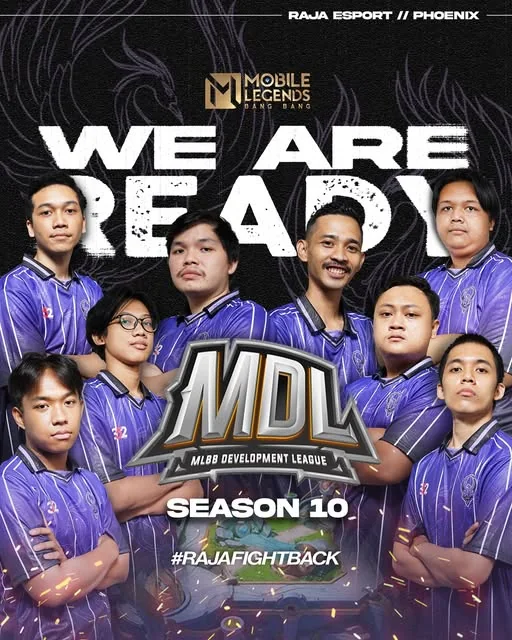 RAJA ESPORT // PHOENIX
MOBILE
LEGENDS
BANG BANG
WE ARE
READY
MDL
MLBB DEVELOPMENT LEAGUE
SEASON 10
#RAJAFIGHTBACK